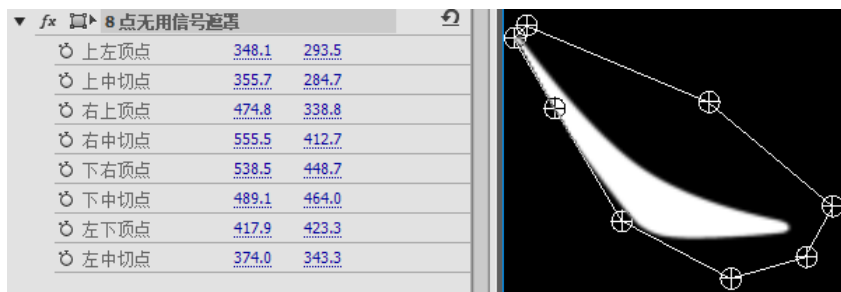 fx 8点无用信号遮罩
上左顶点 348.1 293.5
上中切点 355.7 284.7
右上顶点 474.8 338.8
右中切点 555.5 412.7
下右顶点 538.5 448.7
下中切点 489.1 464.0
左下顶点 417.9 423.3
左中切点 374.0 343.3